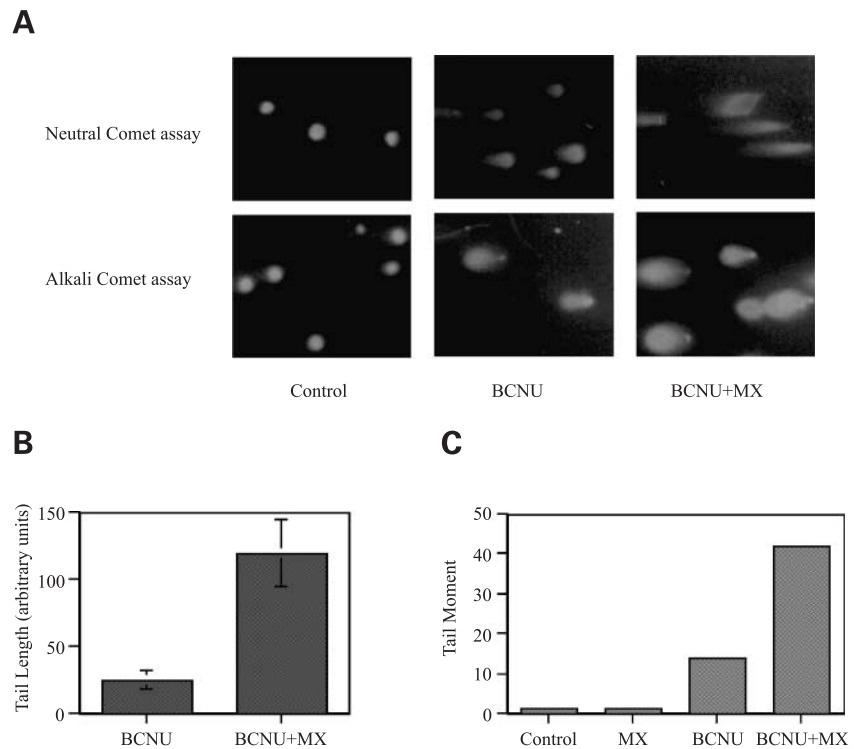 A
Neutral Comet assay
Alkali Comet assay
Control BCNU BCNU+MX
B C
Tail Length (arbitrary units)
150
100
50
0
BCNU BCNU+MX
Tail Moment
50
40
30
20
10
0
Control MX BCNU BCNU+MX